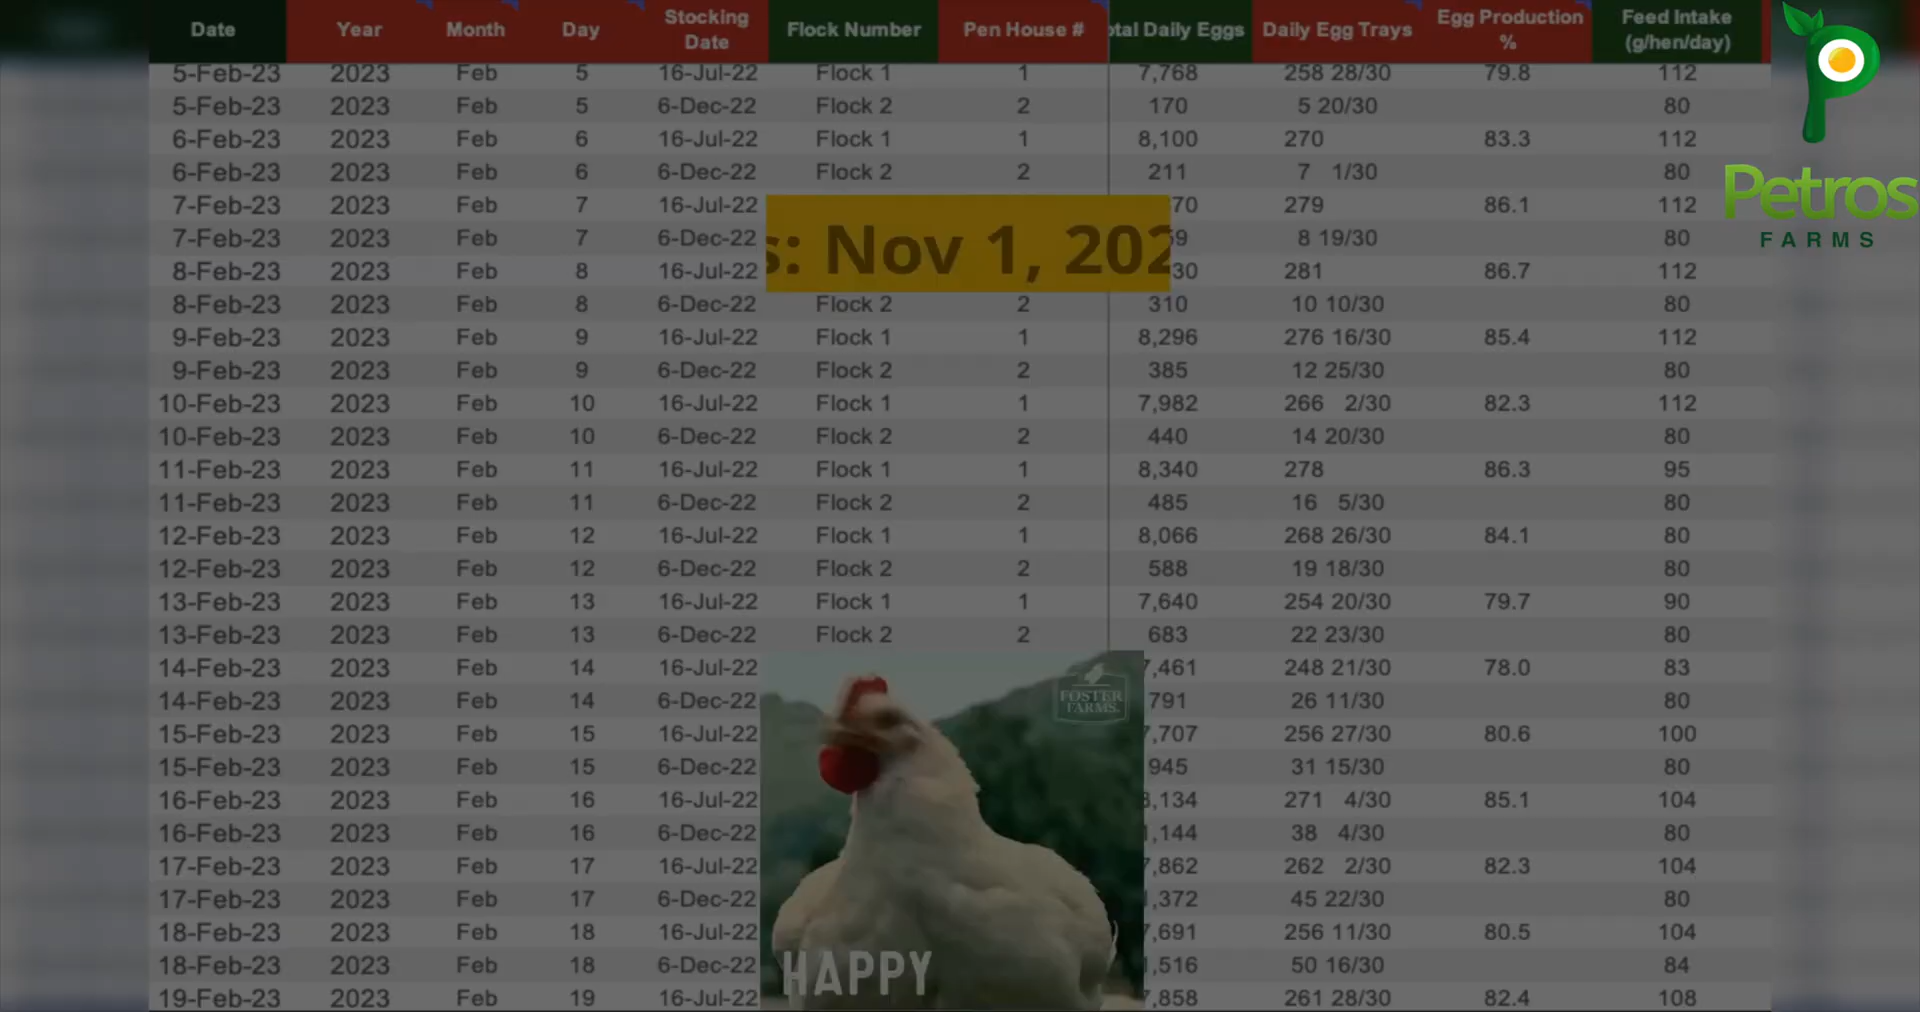 Date Year Month Day Stocking Date Flock Number Pen House # tal Daily Eggs Daily Egg Trays Egg Production % Feed Intake (g/hen/day)
5-Feb-23 2023 Feb 5 16-Jul-22 Flock 1 1 7,768 258 28/30 79.8 112
5-Feb-23 2023 Feb 5 6-Dec-22 Flock 2 2 170 5 20/30 80
6-Feb-23 2023 Feb 6 16-Jul-22 Flock 1 1 8,100 270 83.3 112
6-Feb-23 2023 Feb 6 6-Dec-22 Flock 2 2 211 7 1/30 80
7-Feb-23 2023 Feb 7 16-Jul-22 70 279 86.1 112
7-Feb-23 2023 Feb 7 6-Dec-22 8 19/30 80
s: Nov 1, 202
8-Feb-23 2023 Feb 8 16-Jul-22 30 281 86.7 112
8-Feb-23 2023 Feb 8 6-Dec-22 Flock 2 2 310 10 10/30 80
9-Feb-23 2023 Feb 9 16-Jul-22 Flock 1 1 8,296 276 16/30 85.4 112
9-Feb-23 2023 Feb 9 6-Dec-22 Flock 2 2 385 12 25/30 80
10-Feb-23 2023 Feb 10 16-Jul-22 Flock 1 1 7,982 266 2/30 82.3 112
10-Feb-23 2023 Feb 10 6-Dec-22 Flock 2 2 440 14 20/30 80
11-Feb-23 2023 Feb 11 16-Jul-22 Flock 1 1 8,340 278 86.3 95
11-Feb-23 2023 Feb 11 6-Dec-22 Flock 2 2 485 16 5/30 80
12-Feb-23 2023 Feb 12 16-Jul-22 Flock 1 1 8,066 268 26/30 84.1 80
12-Feb-23 2023 Feb 12 6-Dec-22 Flock 2 2 588 19 18/30 80
13-Feb-23 2023 Feb 13 16-Jul-22 Flock 1 1 7,640 254 20/30 79.7 90
13-Feb-23 2023 Feb 13 6-Dec-22 Flock 2 2 683 22 23/30 80
14-Feb-23 2023 Feb 14 16-Jul-22 7,461 248 21/30 78.0 83
14-Feb-23 2023 Feb 14 6-Dec-22 791 26 11/30 80
15-Feb-23 2023 Feb 15 16-Jul-22 7,707 256 27/30 80.6 100
15-Feb-23 2023 Feb 15 6-Dec-22 945 31 15/30 80
16-Feb-23 2023 Feb 16 16-Jul-22 8,134 271 4/30 85.1 104
16-Feb-23 2023 Feb 16 6-Dec-22 1,144 38 4/30 80
17-Feb-23 2023 Feb 17 16-Jul-22 7,862 262 2/30 82.3 104
17-Feb-23 2023 Feb 17 6-Dec-22 1,372 45 22/30 80
18-Feb-23 2023 Feb 18 16-Jul-22 7,691 256 11/30 80.5 104
18-Feb-23 2023 Feb 18 6-Dec-22 1,516 50 16/30 84
19-Feb-23 2023 Feb 19 16-Jul-22 7,858 261 28/30 82.4 108
FOSTER
FARMS
HAPPY
Petros
FARMS